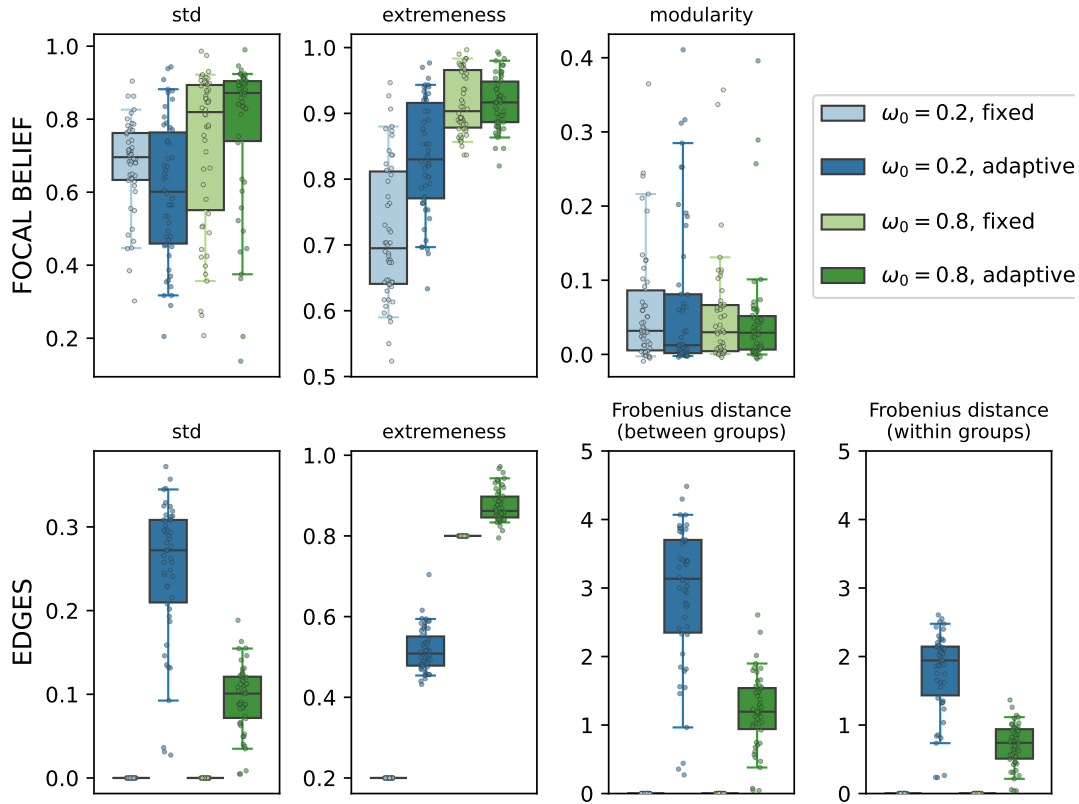 std
extremeness
modularity
FOCAL BELIEF
1.0
0.8
0.6
0.4
0.2
1.0
0.9
0.8
0.7
0.6
0.5
0.4
0.3
0.2
0.1
0.0
ω₀ = 0.2, fixed
ω₀ = 0.2, adaptive
ω₀ = 0.8, fixed
ω₀ = 0.8, adaptive
std
extremeness
Frobenius distance
(between groups)
Frobenius distance
(within groups)
EDGES
0.3
0.2
0.1
0.0
1.0
0.8
0.6
0.4
0.2
5
4
3
2
1
0
5
4
3
2
1
0